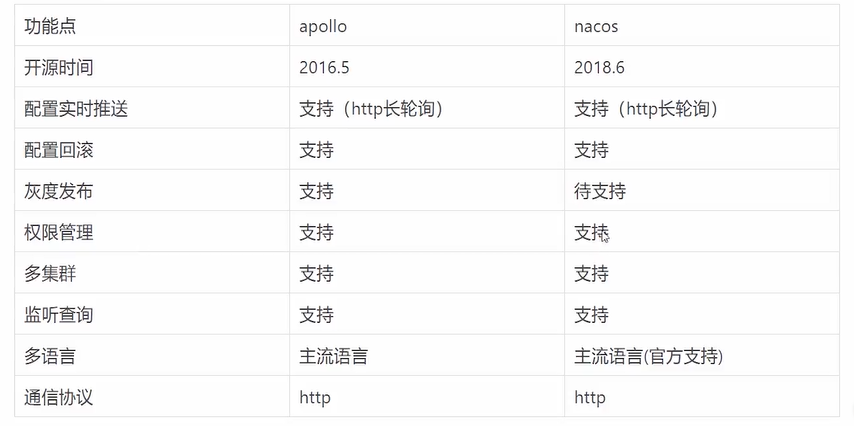 功能点 apollo nacos
开源时间 2016.5 2018.6
配置实时推送 支持（http长轮询） 支持（http长轮询）
配置回滚 支持 支持
灰度发布 支持 待支持
权限管理 支持 支持
多集群 支持 支持
监听查询 支持 支持
多语言 主流语言 主流语言(官方支持)
通信协议 http http